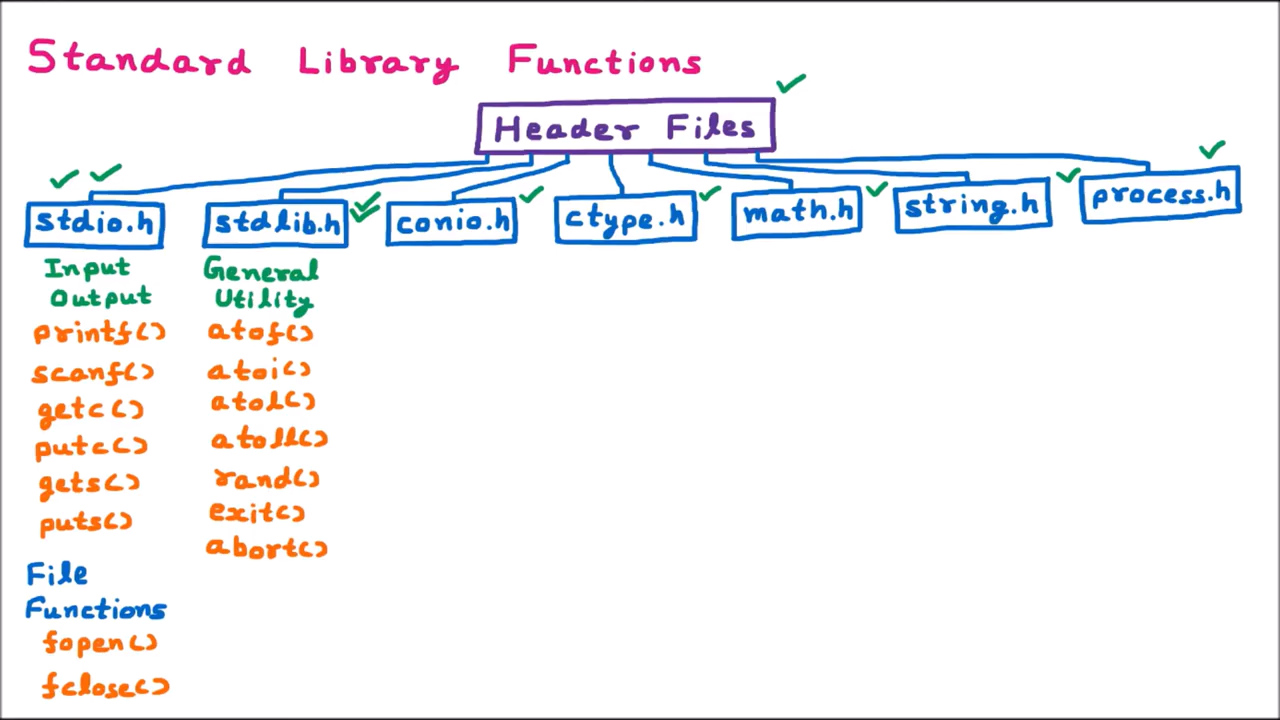 Standard Library Functions
Header Files
stdio.h stdlib.h conio.h ctype.h math.h string.h process.h
Input
Output
printf()
scanf()
getc()
putc()
gets()
puts()
File
Functions
fopen()
fclose()
General
Utility
atof()
atoi()
atol()
atoll()
rand()
exit()
abort()